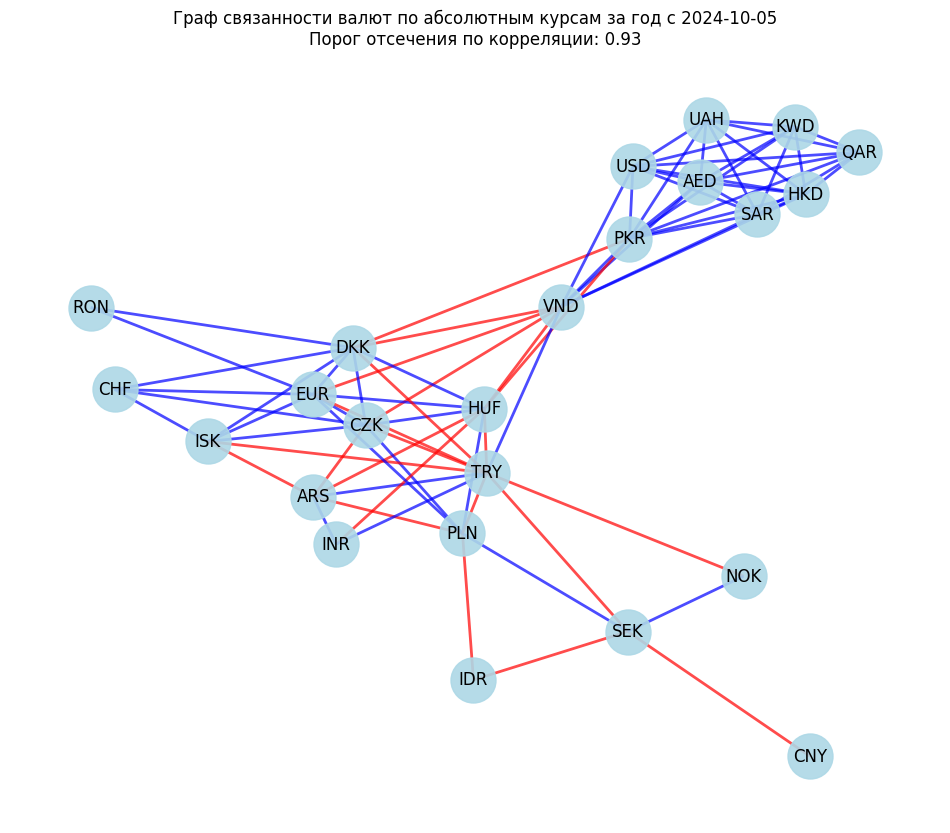 Граф связанности валют по абсолютным курсам за год с 2024-10-05
Порог отсечения по корреляции: 0.93
UAH
KWD
QAR
USD
AED
HKD
SAR
PKR
VND
RON
DKK
CHF
EUR
HUF
CZK
ISK
TRY
ARS
PLN
INR
NOK
SEK
IDR
CNY